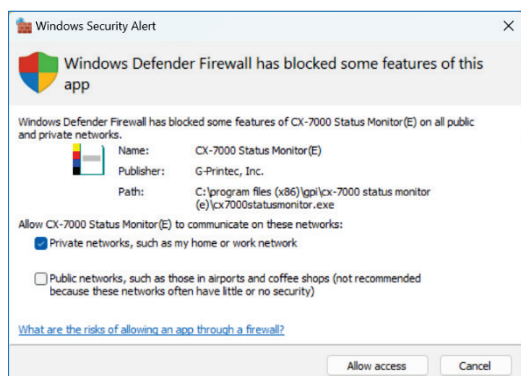 Windows Security Alert
Windows Defender Firewall has blocked some features of this
app
Windows Defender Firewall has blocked some features of CX-7000 Status Monitor(E) on all public
and private networks.
Name: CX-7000 Status Monitor(E)
Publisher: G-Printec, Inc.
Path: C:\program files (x86)\gpi\cx-7000 status monitor
(e)\cx7000statusmonitor.exe
Allow CX-7000 Status Monitor(E) to communicate on these networks:
Private networks, such as my home or work network
Public networks, such as those in airports and coffee shops (not recommended
because these networks often have little or no security)
What are the risks of allowing an app through a firewall?
Allow access Cancel